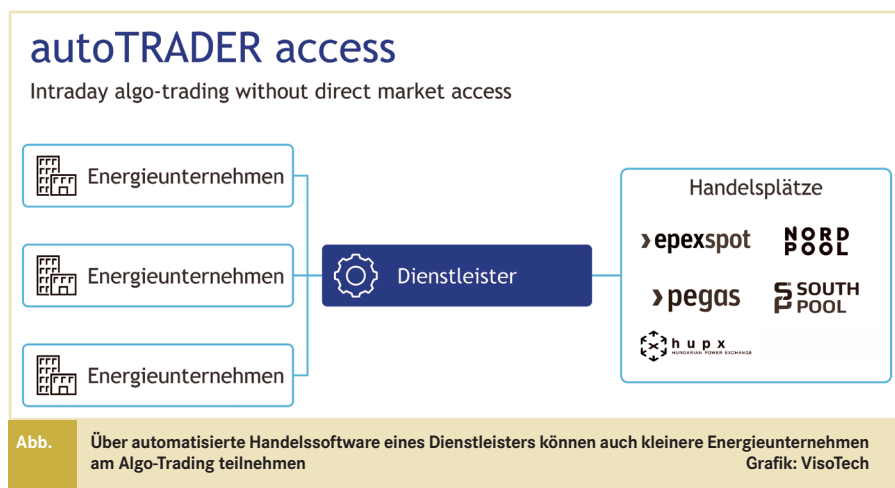 autoTRADER access
Intraday algo-trading without direct market access
Energieunternehmen
Energieunternehmen
Energieunternehmen
Dienstleister
Handelsplätze
epexspot
NORD
POOL
pegas
SOUTH
POOL
hupx
HUNGARIAN POWER EXCHANGE
Abb. Über automatisierte Handelssoftware eines Dienstleisters können auch kleinere Energieunternehmen
am Algo-Trading teilnehmen Grafik: VisoTech